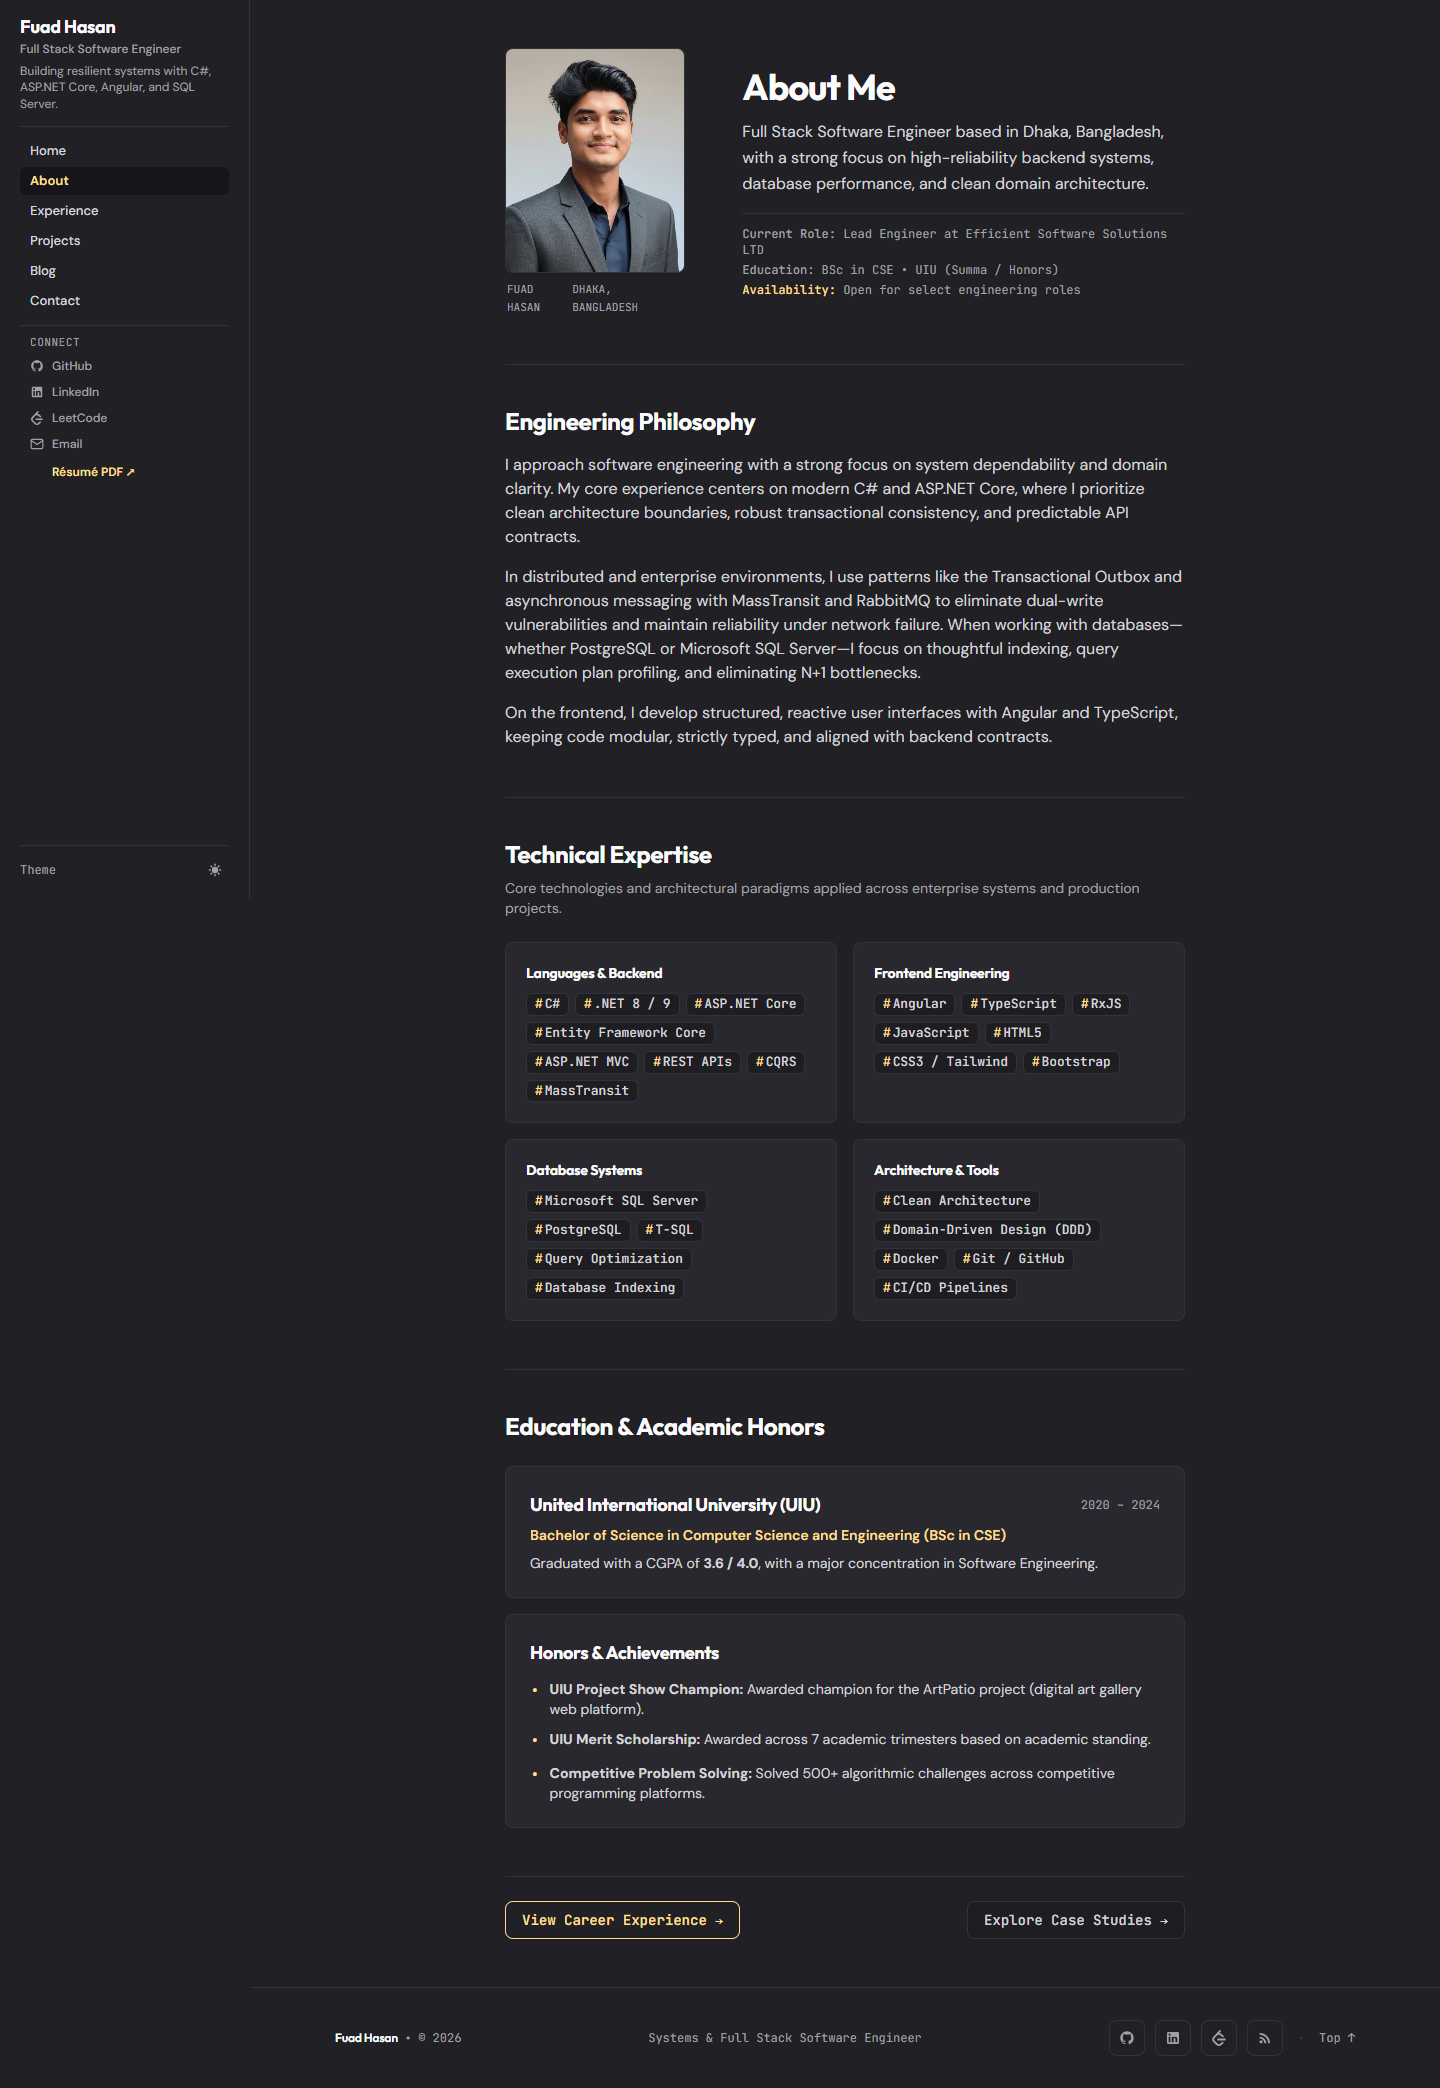 Fuad Hasan
Full Stack Software Engineer
Building resilient systems with C#,
ASP.NET Core, Angular, and SQL
Server.
Home
About
Experience
Projects
Blog
Contact
CONNECT
GitHub
LinkedIn
LeetCode
Email
Résumé PDF ↗
Theme
About Me
Full Stack Software Engineer based in Dhaka, Bangladesh,
with a strong focus on high-reliability backend systems,
database performance, and clean domain architecture.
Current Role: Lead Engineer at Efficient Software Solutions
LTD
Education: BSc in CSE • UIU (Summa / Honors)
Availability: Open for select engineering roles
FUAD HASAN
DHAKA, BANGLADESH
Engineering Philosophy
I approach software engineering with a strong focus on system dependability and domain
clarity. My core experience centers on modern C# and ASP.NET Core, where I prioritize
clean architecture boundaries, robust transactional consistency, and predictable API
contracts.
In distributed and enterprise environments, I use patterns like the Transactional Outbox and
asynchronous messaging with MassTransit and RabbitMQ to eliminate dual-write
vulnerabilities and maintain reliability under network failure. When working with databases—
whether PostgreSQL or Microsoft SQL Server—I focus on thoughtful indexing, query
execution plan profiling, and eliminating N+1 bottlenecks.
On the frontend, I develop structured, reactive user interfaces with Angular and TypeScript,
keeping code modular, strictly typed, and aligned with backend contracts.
Technical Expertise
Core technologies and architectural paradigms applied across enterprise systems and production
projects.
Languages & Backend
#C# #.NET 8 / 9 #ASP.NET Core
#Entity Framework Core
#ASP.NET MVC #REST APIs #CQRS
#MassTransit
Frontend Engineering
#Angular #TypeScript #RxJS
#JavaScript #HTML5
#CSS3 / Tailwind #Bootstrap
Database Systems
#Microsoft SQL Server
#PostgreSQL #T-SQL
#Query Optimization
#Database Indexing
Architecture & Tools
#Clean Architecture
#Domain-Driven Design (DDD)
#Docker #Git / GitHub
#CI/CD Pipelines
Education & Academic Honors
United International University (UIU) 2020 – 2024
Bachelor of Science in Computer Science and Engineering (BSc in CSE)
Graduated with a CGPA of 3.6 / 4.0, with a major concentration in Software Engineering.
Honors & Achievements
• UIU Project Show Champion: Awarded champion for the ArtPatio project (digital art gallery
web platform).
• UIU Merit Scholarship: Awarded across 7 academic trimesters based on academic standing.
• Competitive Problem Solving: Solved 500+ algorithmic challenges across competitive
programming platforms.
View Career Experience →
Explore Case Studies →
Fuad Hasan • © 2026
Systems & Full Stack Software Engineer
Top ↑